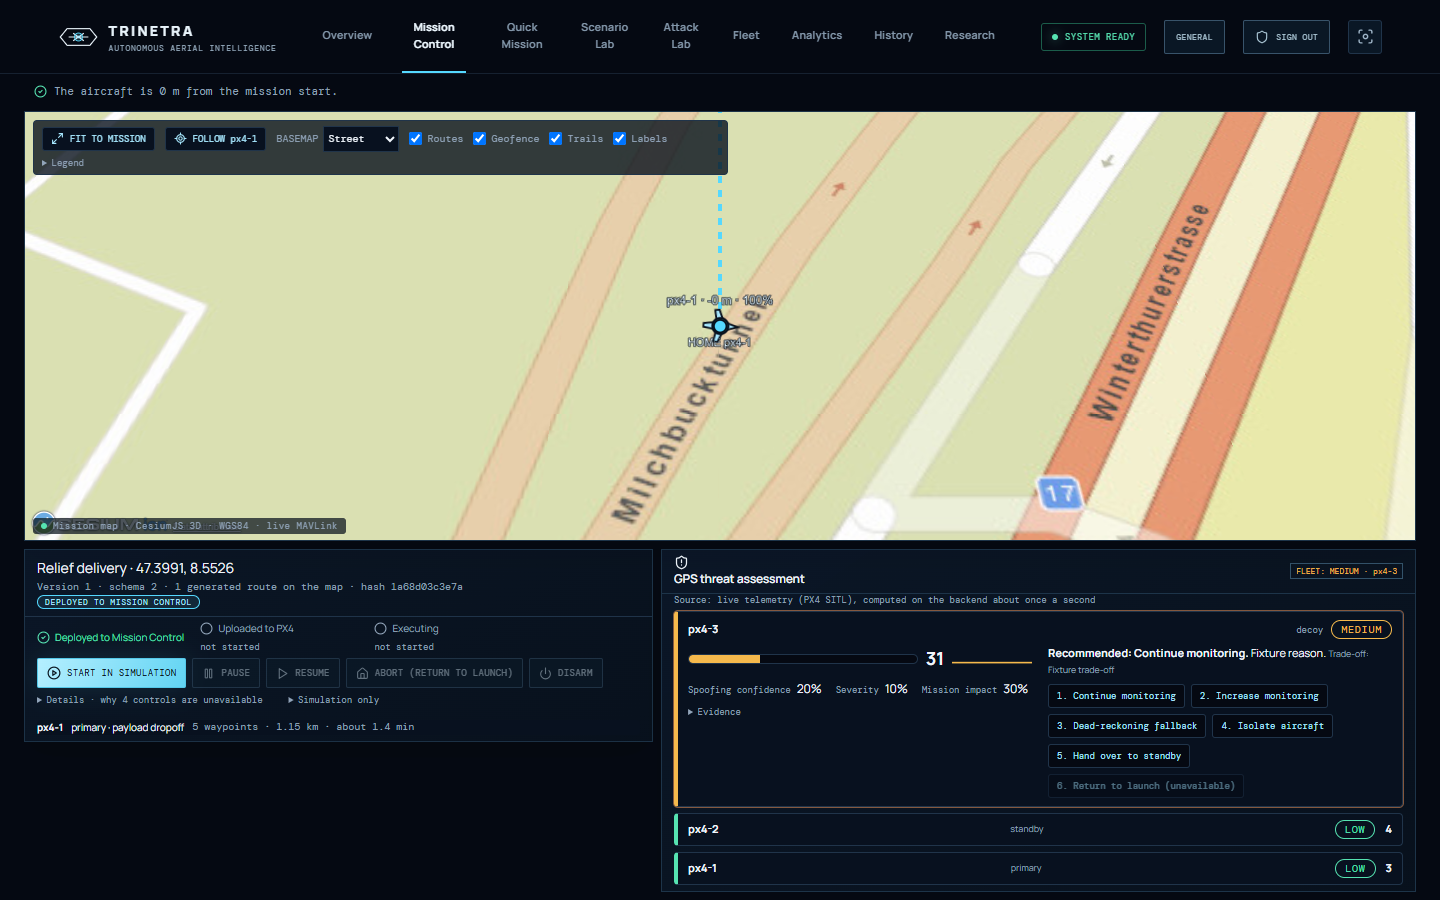 TRINETRA
AUTONOMOUS AERIAL INTELLIGENCE
Overview
Mission Control
Quick Mission
Scenario Lab
Attack Lab
Fleet
Analytics
History
Research
SYSTEM READY
GENERAL
SIGN OUT
The aircraft is 0 m from the mission start.
FIT TO MISSION
FOLLOW px4-1
BASEMAP
Street
Routes
Geofence
Trails
Labels
Legend
px4-1 · -0 m · 100%
HOME px4-1
Winterthurerstrasse
17
Mission map · CesiumJS 3D · WGS84 · live MAVLink
Relief delivery · 47.3991, 8.5526
Version 1 · schema 2 · 1 generated route on the map · hash 1a68d03c3e7a
DEPLOYED TO MISSION CONTROL
Deployed to Mission Control
Uploaded to PX4
not started
Executing
not started
START IN SIMULATION
PAUSE
RESUME
ABORT (RETURN TO LAUNCH)
DISARM
Details · why 4 controls are unavailable
Simulation only
px4-1 primary · payload dropoff 5 waypoints · 1.15 km · about 1.4 min
GPS threat assessment
FLEET: MEDIUM · px4-3
Source: live telemetry (PX4 SITL), computed on the backend about once a second
px4-3
decoy
MEDIUM
31
Spoofing confidence 20% Severity 10% Mission impact 30%
Evidence
Recommended: Continue monitoring. Fixture reason. Trade-off:
Fixture trade-off
1. Continue monitoring
2. Increase monitoring
3. Dead-reckoning fallback
4. Isolate aircraft
5. Hand over to standby
6. Return to launch (unavailable)
px4-2
standby
LOW 4
px4-1
primary
LOW 3